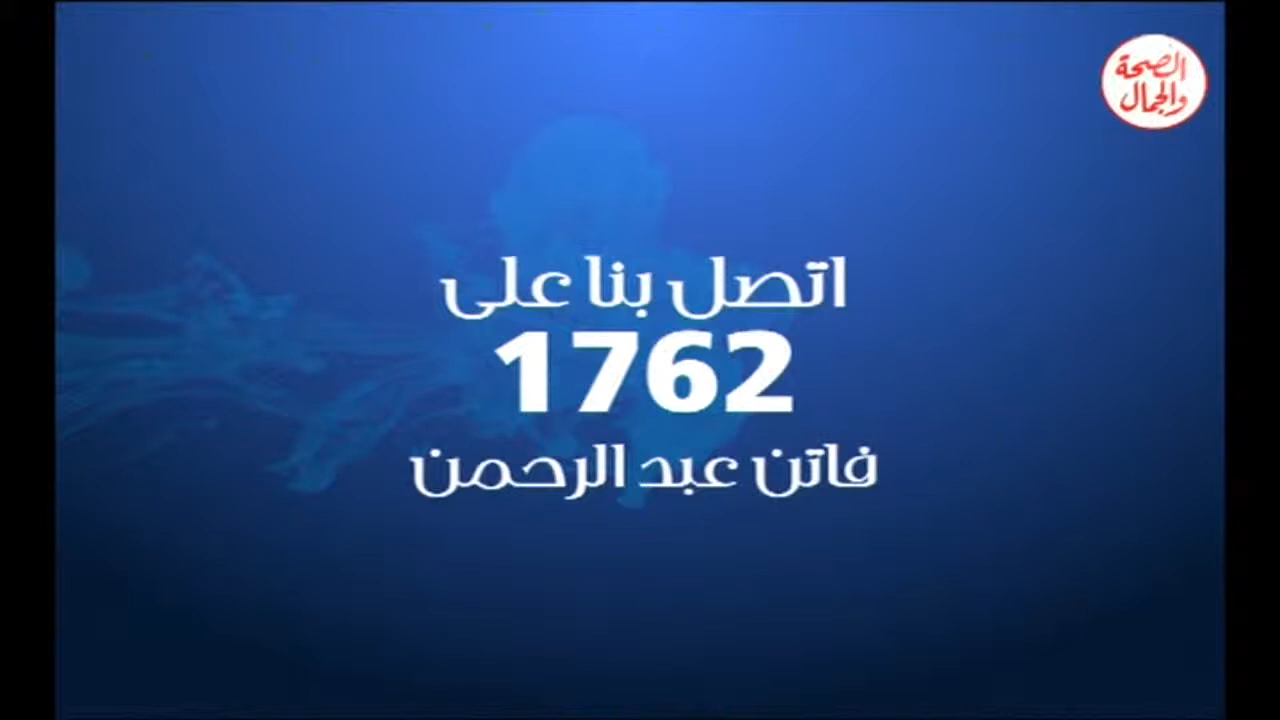 الصحة
والجمال
اتصل بنا على
1762
فاتن عبد الرحمن